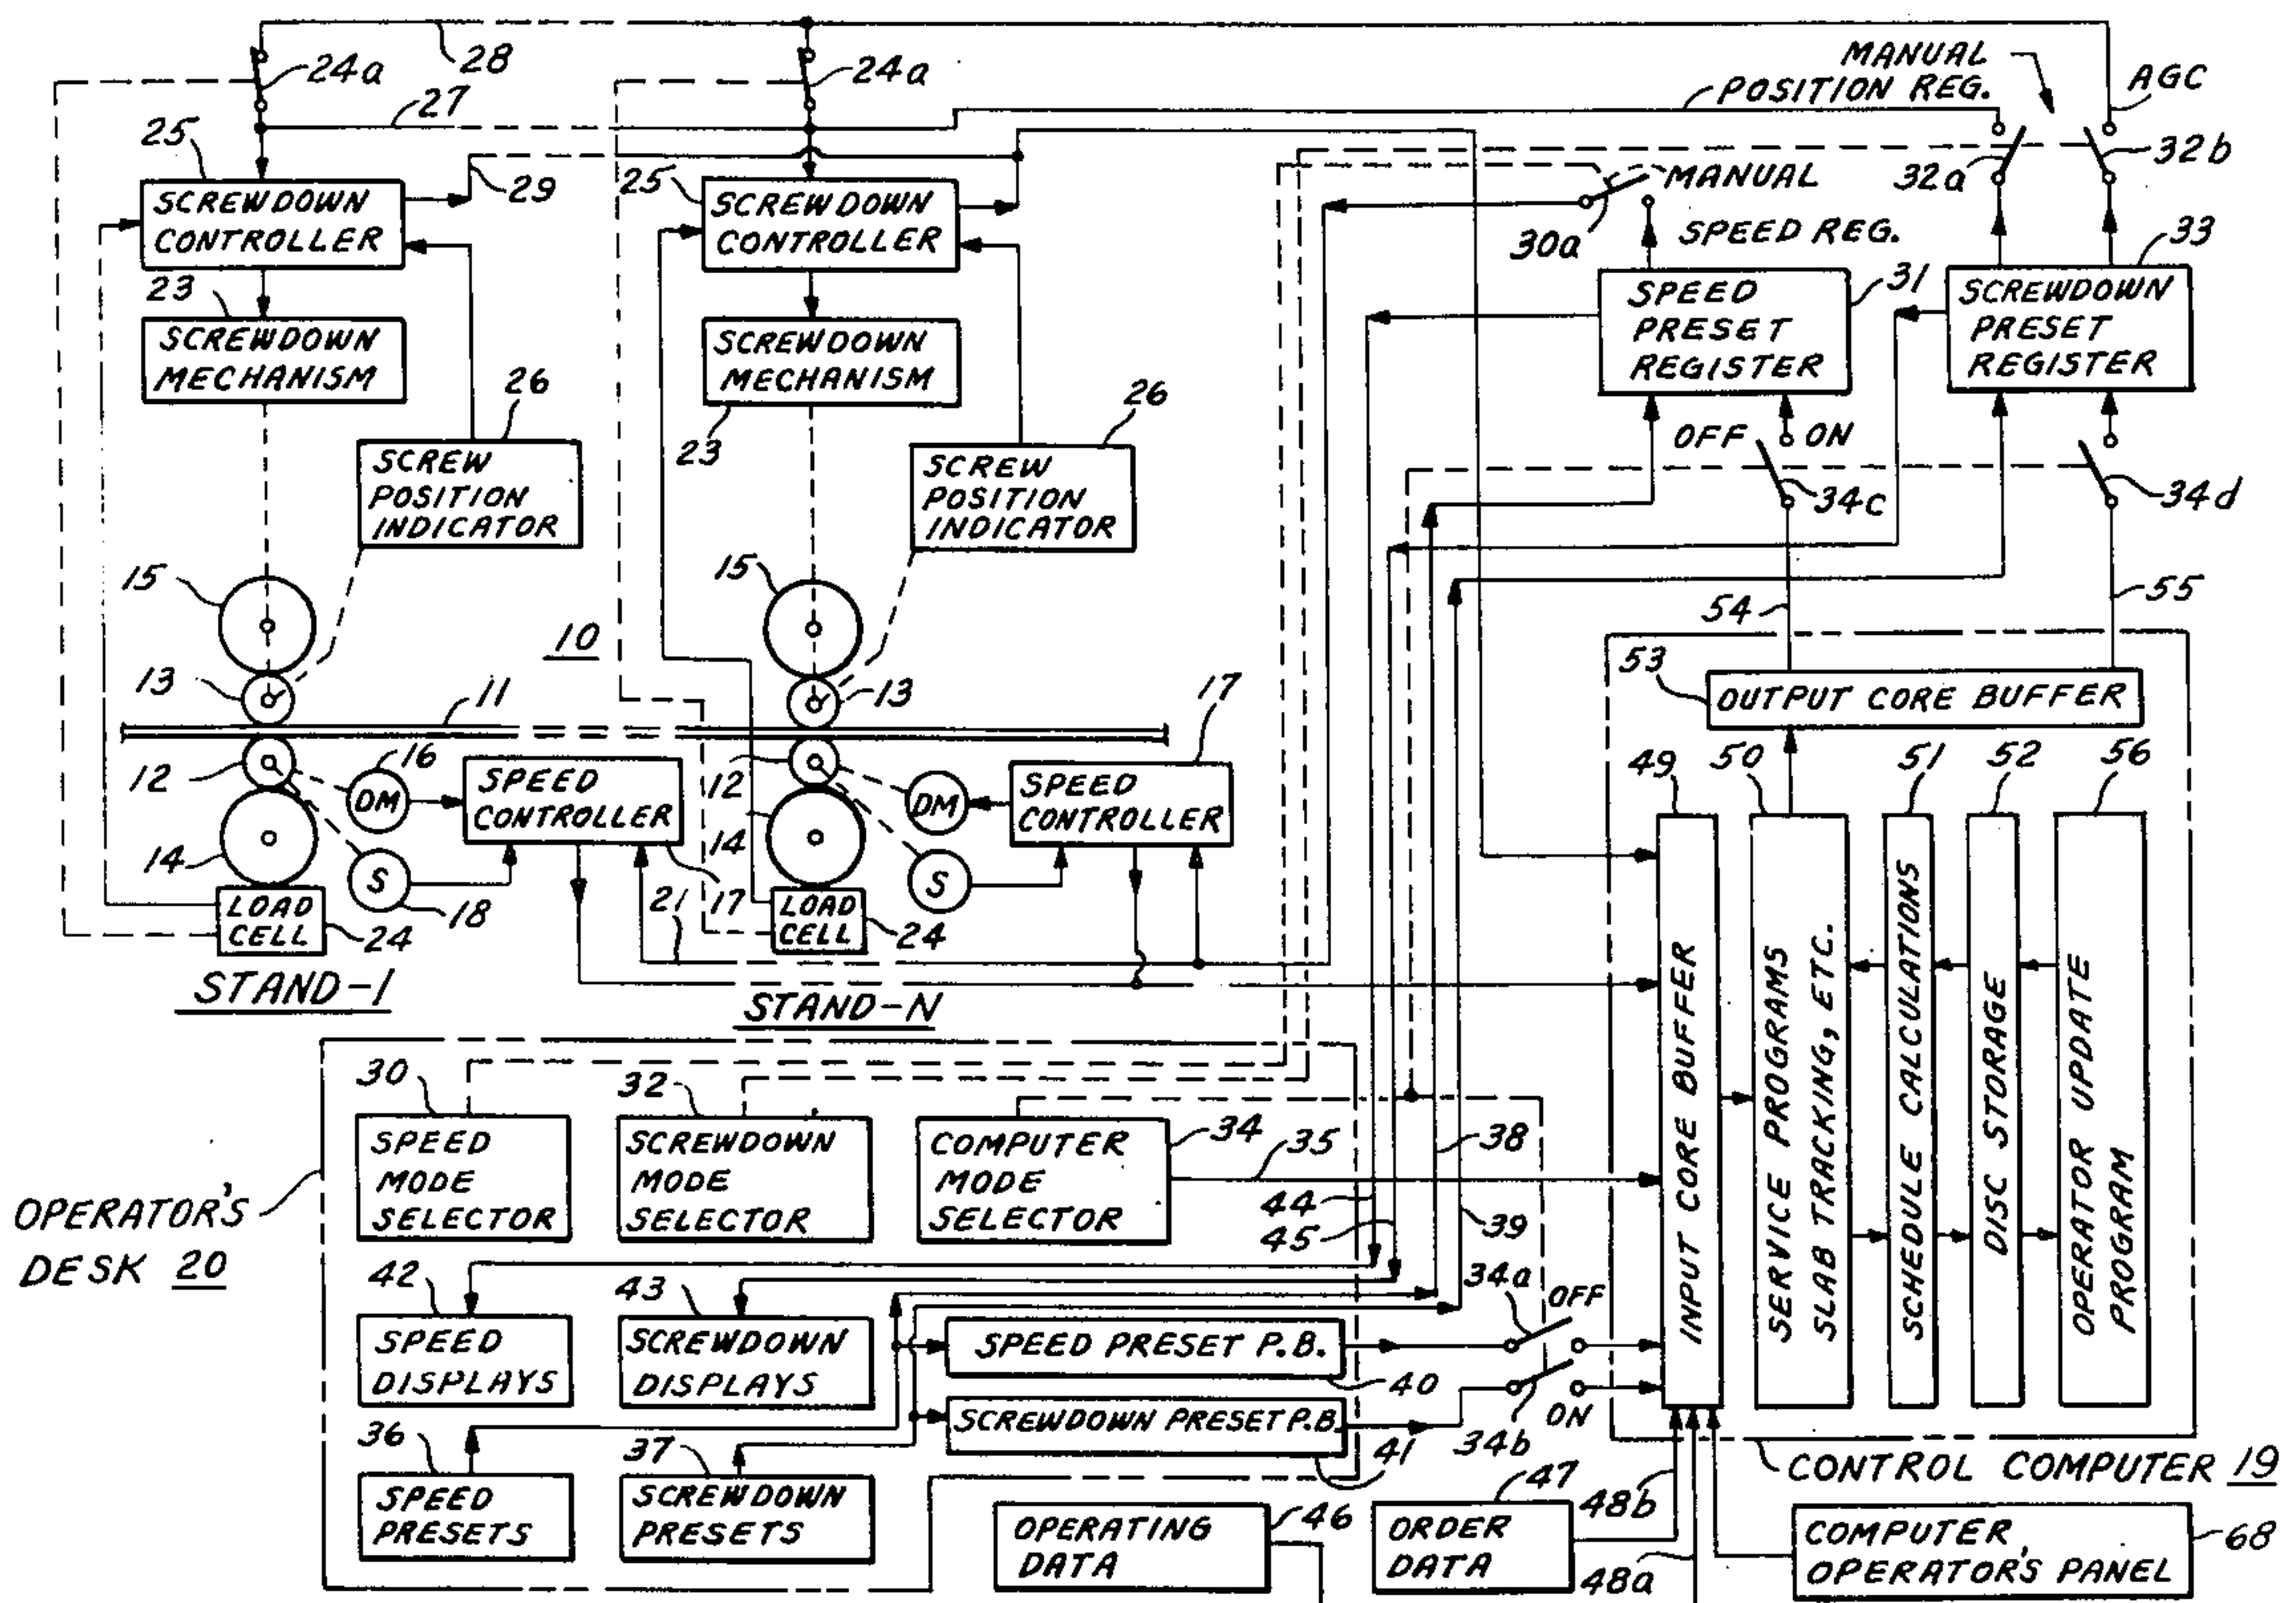 28
24a
24a
MANUAL
POSITION REG.
AGC
27
25
29
25
MANUAL
32a
32b
SCREWDOWN
CONTROLLER
SCREWDOWN
CONTROLLER
30a
SPEED REG.
33
23
31
SPEED
PRESET
REGISTER
SCREWDOWN
PRESET
REGISTER
SCREWDOWN
MECHANISM
SCREWDOWN
MECHANISM
26
23
26
OFF
ON
SCREW
POSITION
INDICATOR
SCREW
POSITION
INDICATOR
34c
34d
15
15
10
54
55
53
OUTPUT CORE BUFFER
13
11
13
17
12
16
DM
SPEED
CONTROLLER
12
DM
SPEED
CONTROLLER
49
50
51
52
56
14
S
18
17
14
S
21
LOAD
CELL
24
LOAD
CELL
24
STAND-1
STAND-N
INPUT CORE BUFFER
SERVICE PROGRAMS
SLAB TRACKING, ETC.
SCHEDULE CALCULATIONS
DISC STORAGE
OPERATOR UPDATE
PROGRAM
30
32
34
35
38
SPEED
MODE
SELECTOR
SCREWDOWN
MODE
SELECTOR
COMPUTER
MODE
SELECTOR
44
45
39
OPERATOR'S
DESK 20
42
43
34a
OFF
SPEED
DISPLAYS
SCREWDOWN
DISPLAYS
SPEED PRESET P.B.
40
SCREWDOWN PRESET P.B.
41
34b
ON
36
37
SPEED
PRESETS
SCREWDOWN
PRESETS
CONTROL COMPUTER 19
46
OPERATING
DATA
47
ORDER
DATA
48b
48a
COMPUTER
OPERATOR'S PANEL
68